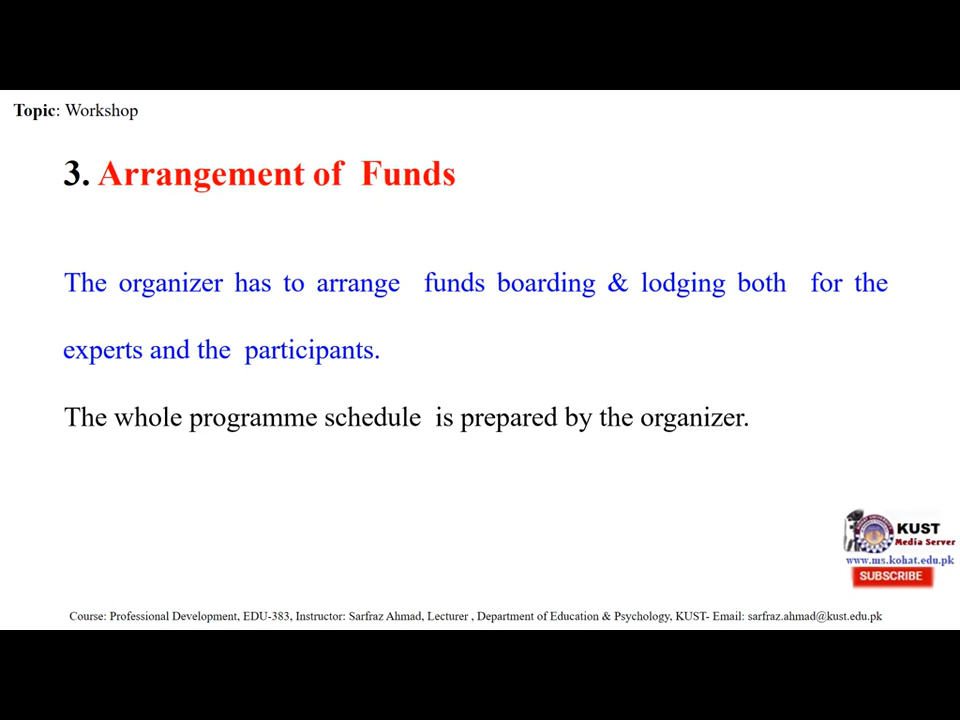 Topic: Workshop
3. Arrangement of Funds
The organizer has to arrange funds boarding & lodging both for the
experts and the participants.
The whole programme schedule is prepared by the organizer.
KUST
Media Server
www.ms.kohat.edu.pk
SUBSCRIBE
Course: Professional Development, EDU-383, Instructor: Sarfraz Ahmad, Lecturer , Department of Education & Psychology, KUST- Email: sarfraz.ahmad@kust.edu.pk